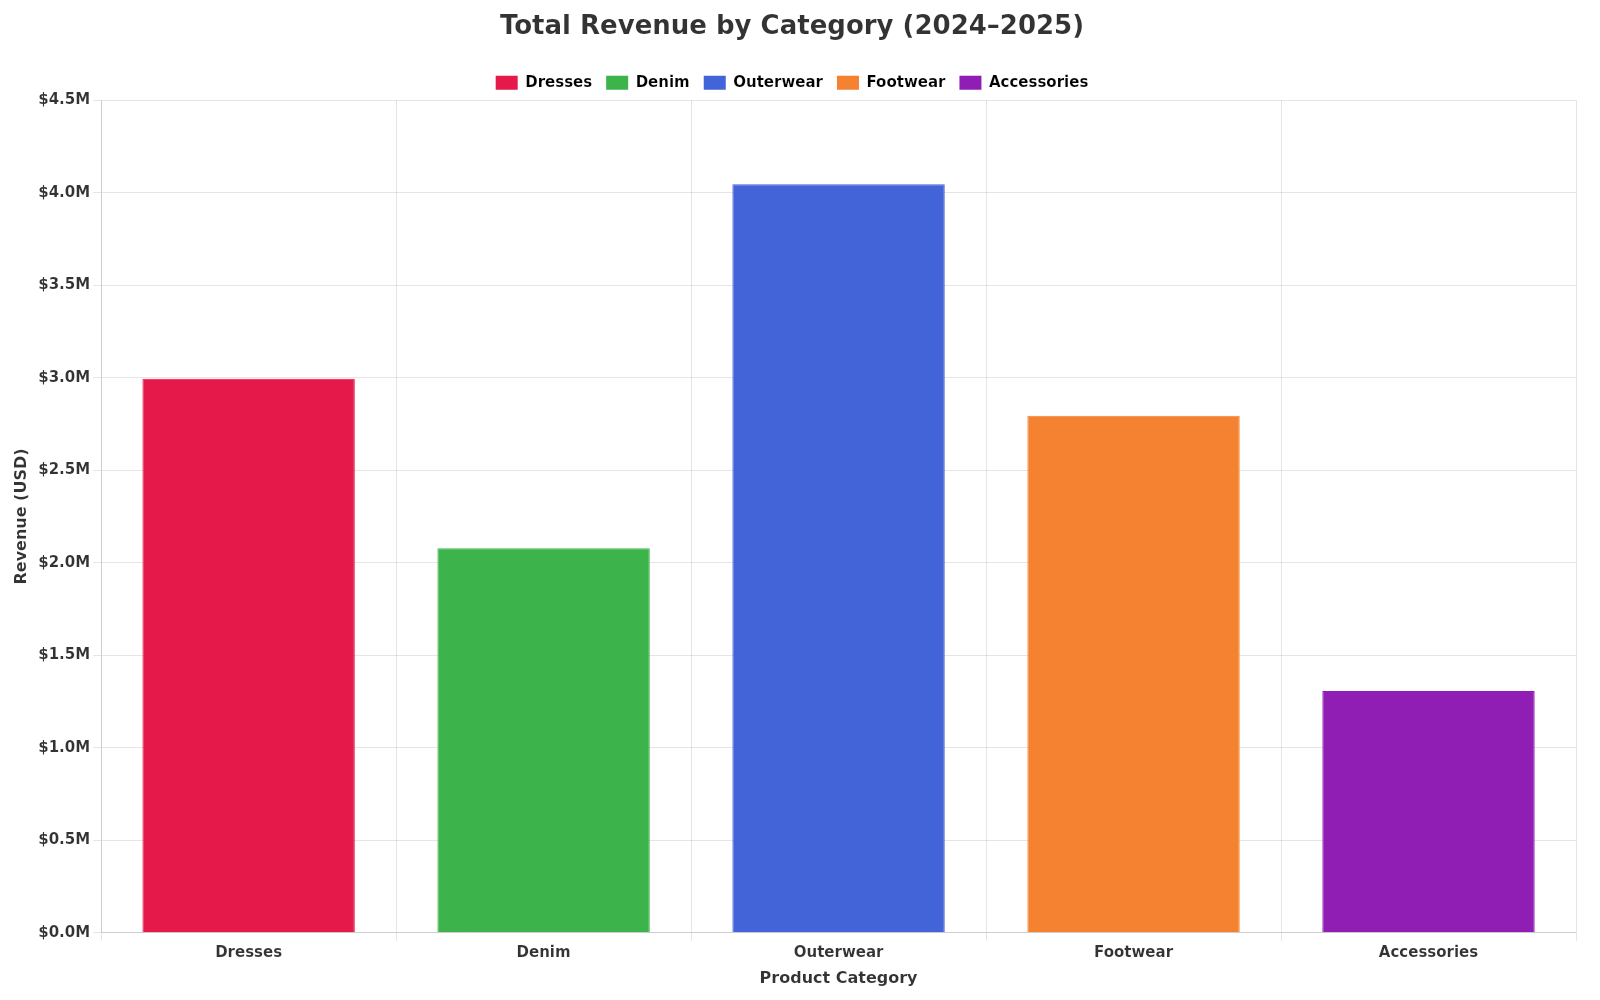 Total Revenue by Category (2024–2025)
Dresses Denim Outerwear Footwear Accessories
$4.5M
$4.0M
$3.5M
$3.0M
$2.5M
$2.0M
$1.5M
$1.0M
$0.5M
$0.0M
Revenue (USD)
Dresses Denim Outerwear Footwear Accessories
Product Category